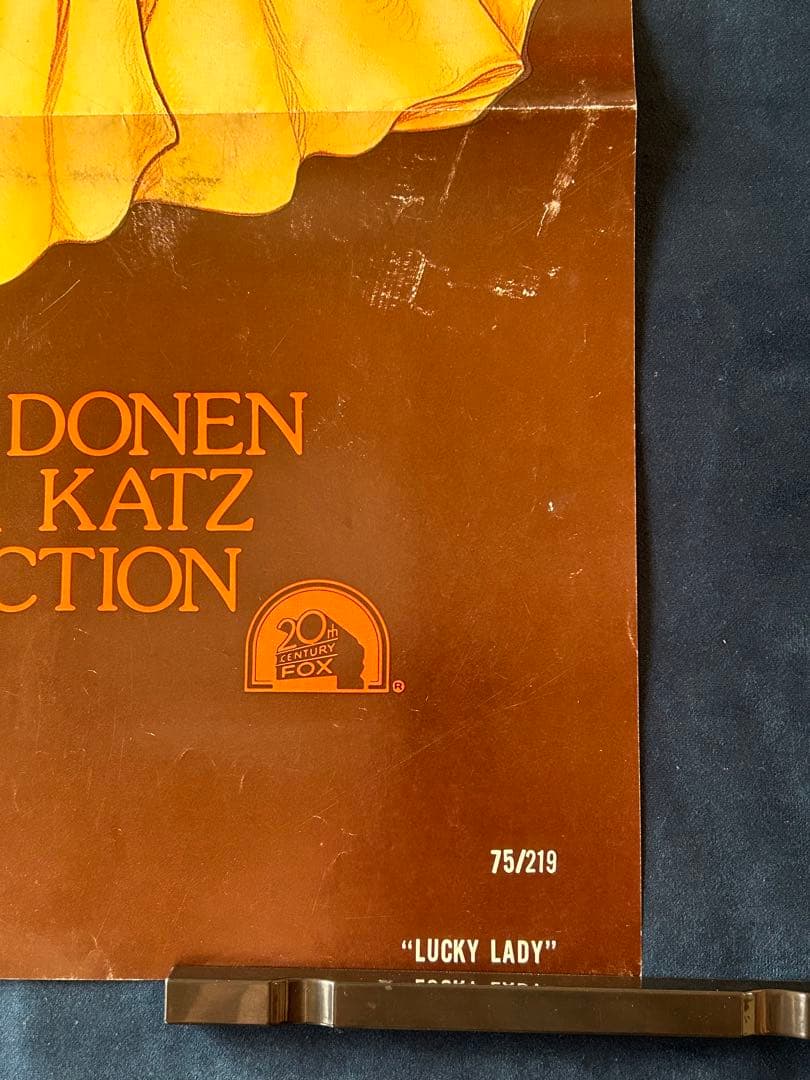 DONEN
KATZ
CTION
20th
CENTURY
FOX
®
75/219
“LUCKY LADY”